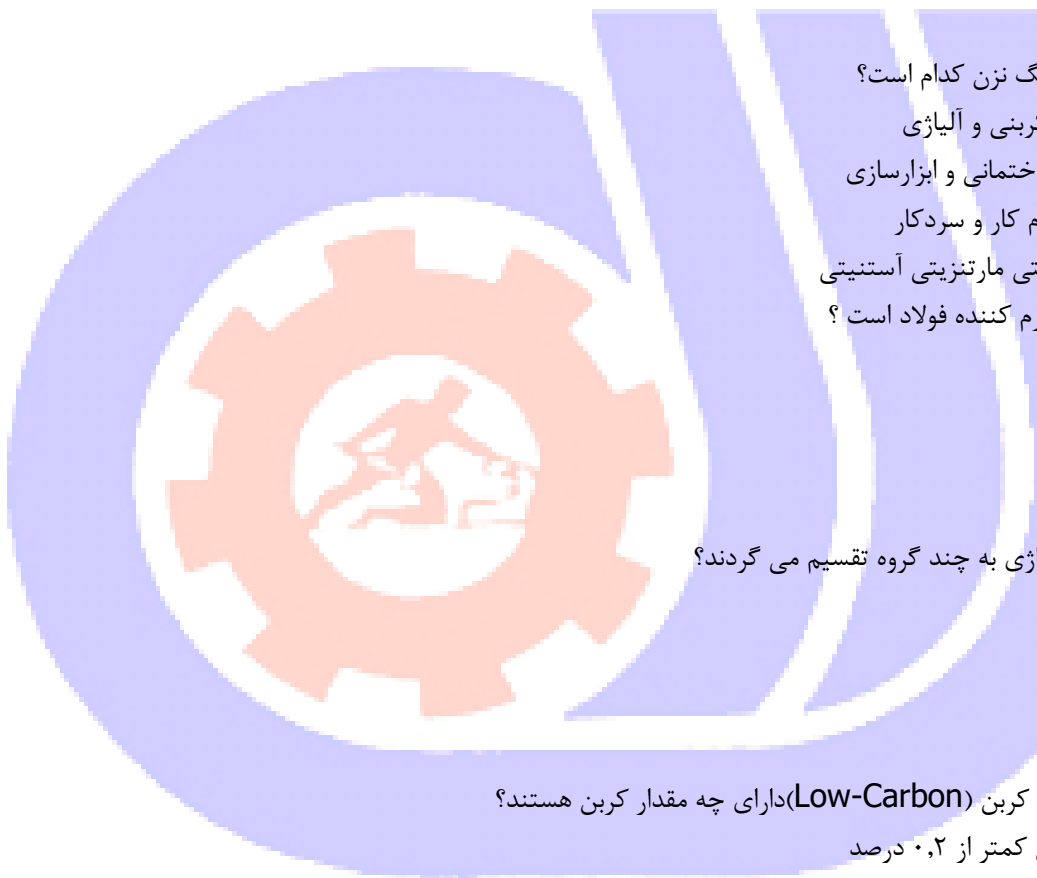 گ نزن کدام است؟
ربنی و آلیاژی
ختمانی و ابزارسازی
م کار و سردکار
تی مارتنزیتی آستنیتی
رم کننده فولاد است ؟
اژی به چند گروه تقسیم می گردند؟
کربن (Low-Carbon)دارای چه مقدار کربن هستند؟
کمتر از ۰,۲ درصد